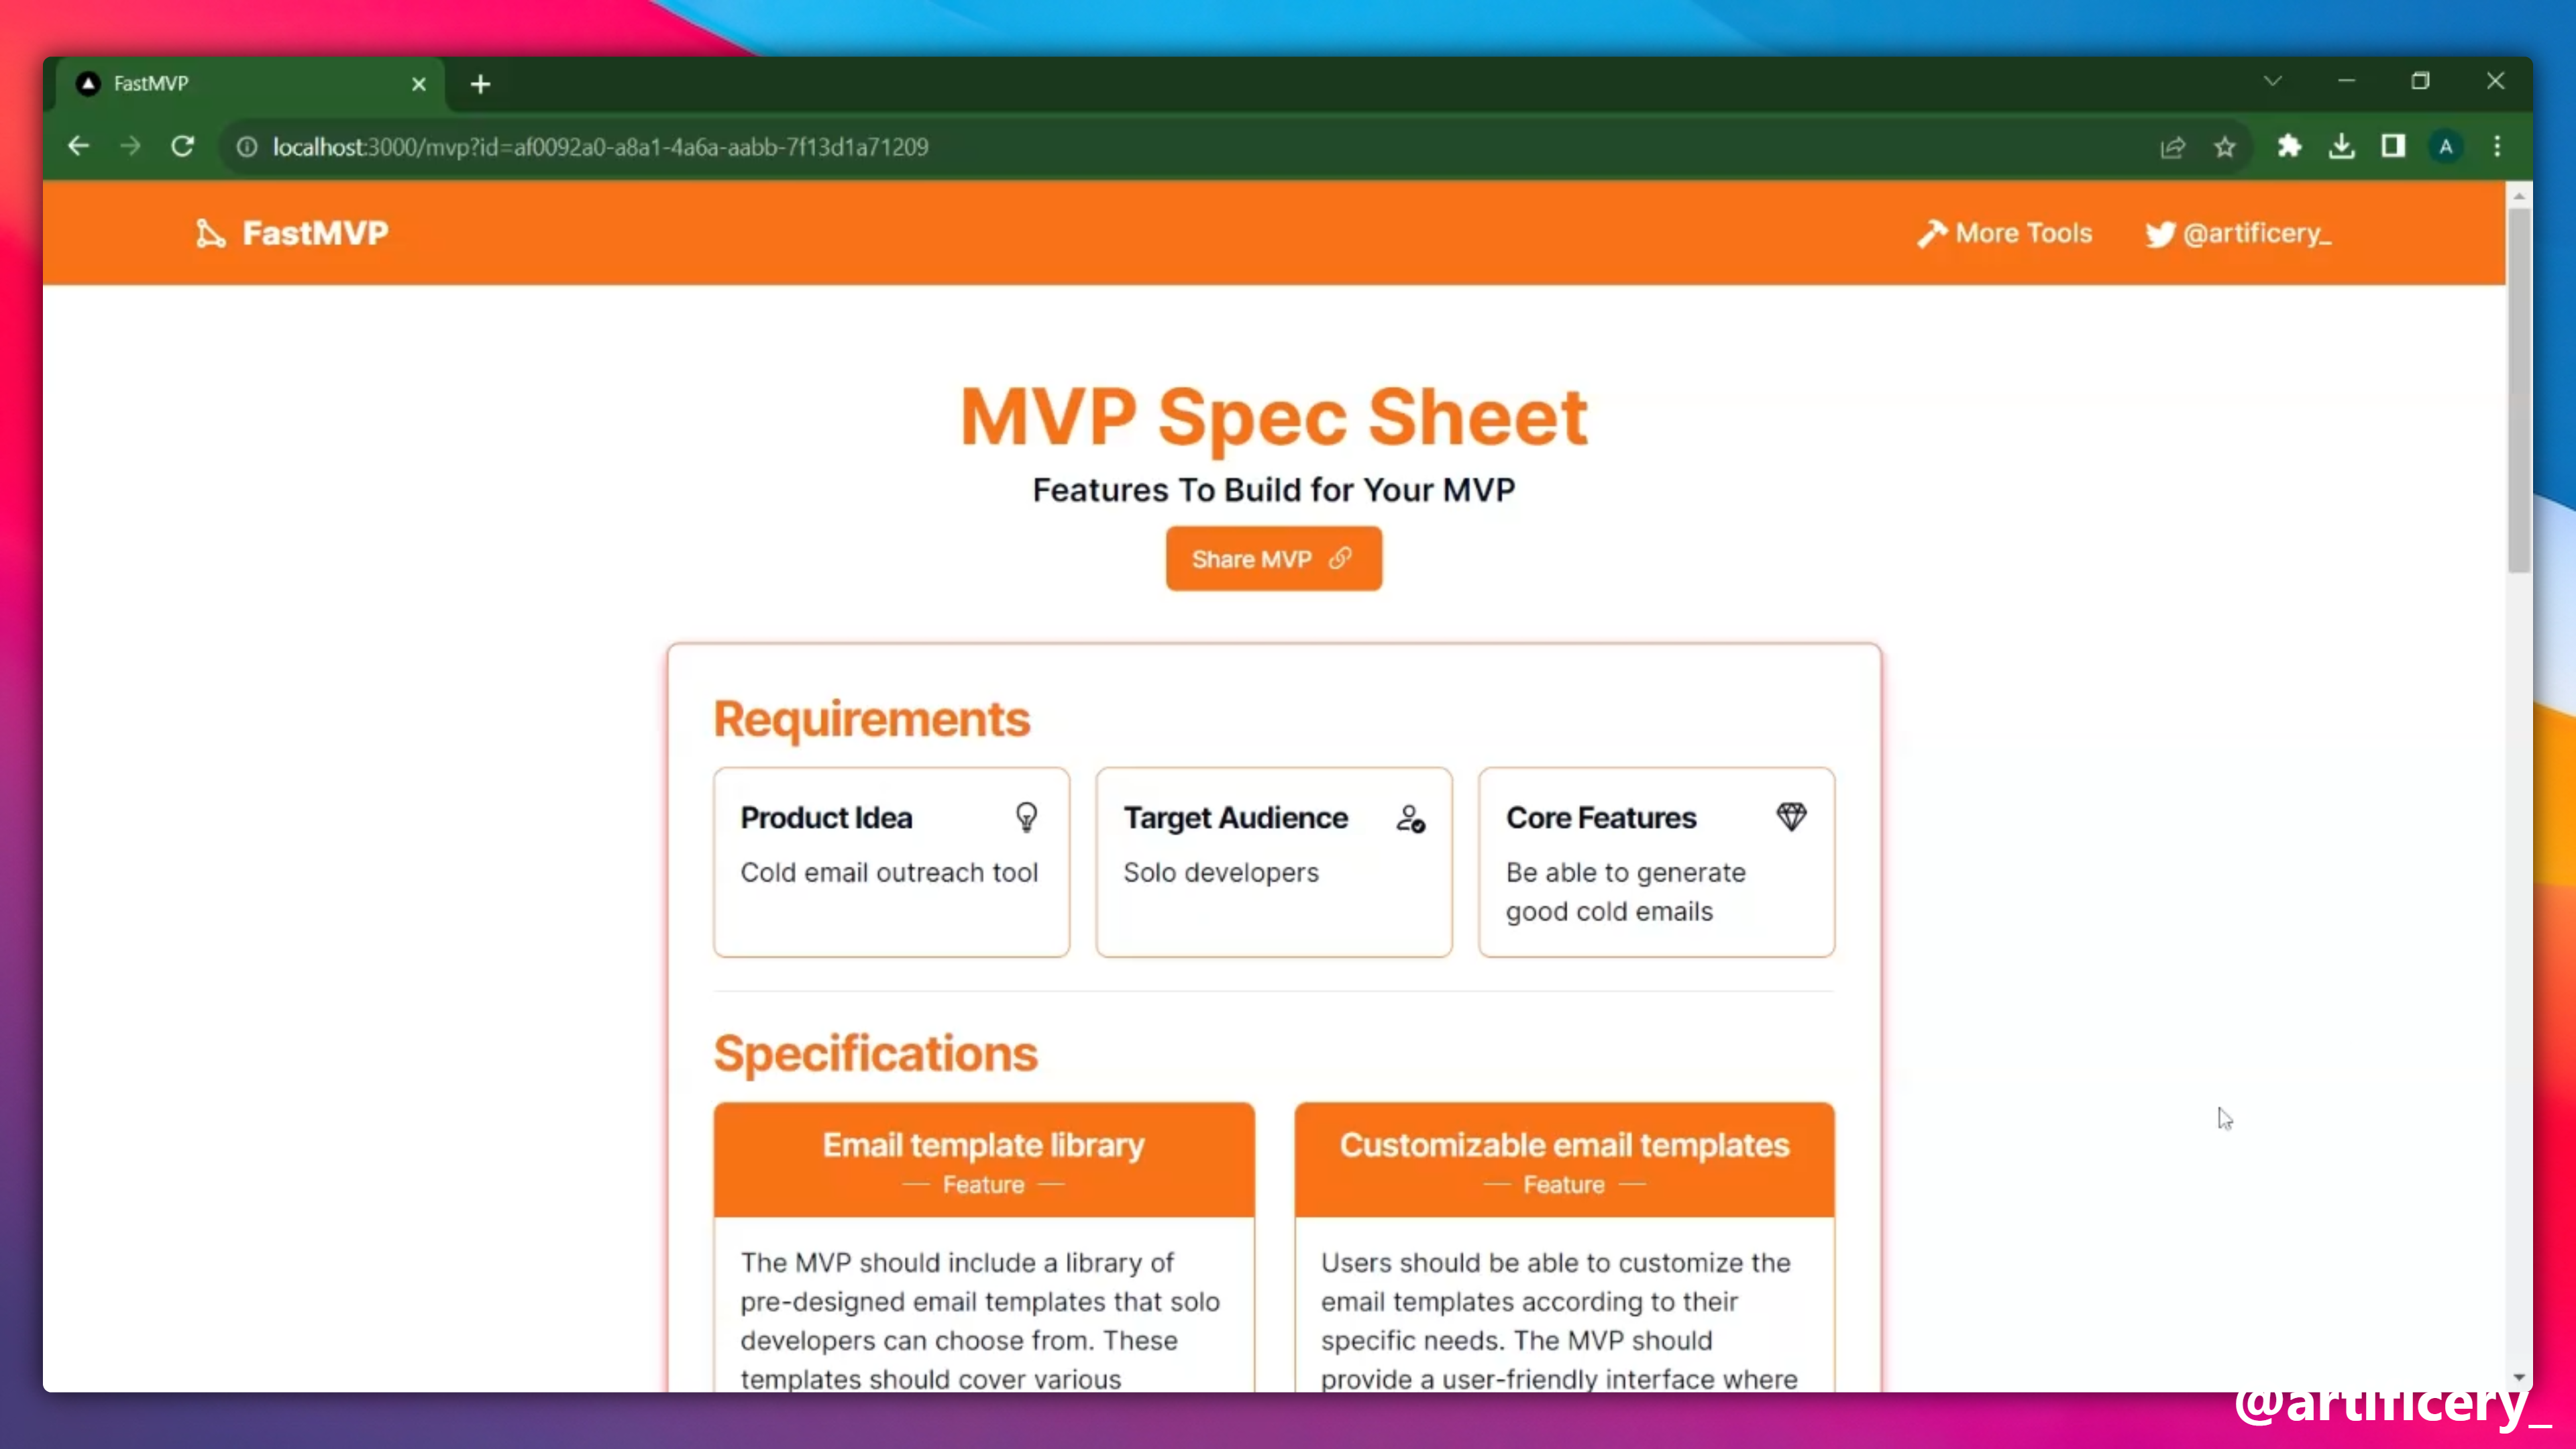 FastMVP
localhost:3000/mvp?id=af0092a0-a8a1-4a6a-aabb-7f13d1a71209
A
FastMVP
More Tools
@artificery_
MVP Spec Sheet
Features To Build for Your MVP
Share MVP
Requirements
Product Idea
Cold email outreach tool
Target Audience
Solo developers
Core Features
Be able to generate
good cold emails
Specifications
Email template library
Feature
The MVP should include a library of
pre-designed email templates that solo
developers can choose from. These
templates should cover various
Customizable email templates
Feature
Users should be able to customize the
email templates according to their
specific needs. The MVP should
provide a user-friendly interface where
@artificery_